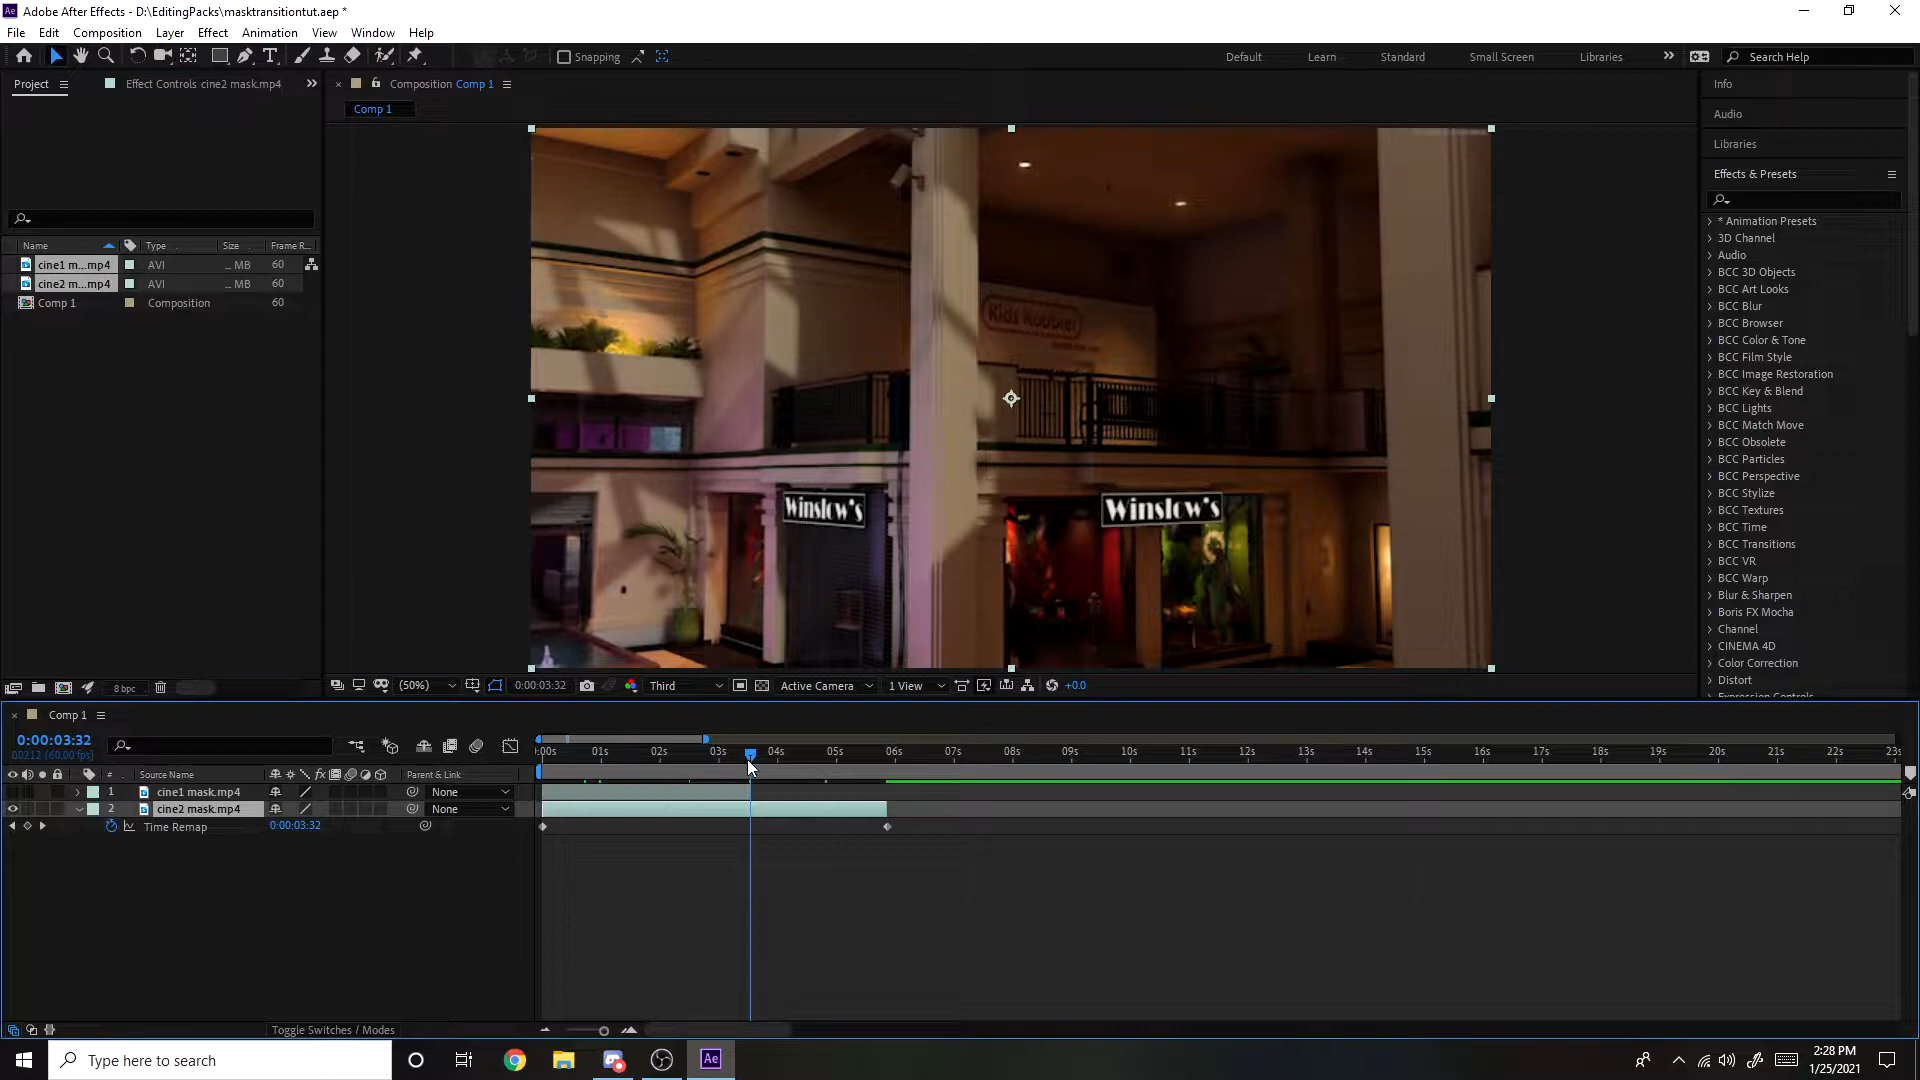 Adobe After Effects - D:\EditingPacks\masktransitiontut.aep *
File Edit Composition Layer Effect Animation View Window Help
Snapping
Default Learn Standard Small Screen Libraries » Search Help
Project Effect Controls cine2 mask.mp4 »
Composition Comp 1
Comp 1
Name Type Size Frame R...
cine1 m...mp4 AVI ... MB 60
cine2 m...mp4 AVI ... MB 60
Comp 1 Composition 60
8 bpc
Kids Kobbler
Winslow's
Winslow's
(50%) 0:00:03:32 Third Active Camera 1 View +0.0
Info
Audio
Libraries
Effects & Presets
* Animation Presets
3D Channel
Audio
BCC 3D Objects
BCC Art Looks
BCC Blur
BCC Browser
BCC Color & Tone
BCC Film Style
BCC Image Restoration
BCC Key & Blend
BCC Lights
BCC Match Move
BCC Obsolete
BCC Particles
BCC Perspective
BCC Stylize
BCC Textures
BCC Time
BCC Transitions
BCC VR
BCC Warp
Blur & Sharpen
Boris FX Mocha
Channel
CINEMA 4D
Color Correction
Distort
Expression Controls
Comp 1
0:00:03:32
00212 (60.00 fps)
:00s 01s 02s 03s 04s 05s 06s 07s 08s 09s 10s 11s 12s 13s 14s 15s 16s 17s 18s 19s 20s 21s 22s 23s
# Source Name Parent & Link
1 cine1 mask.mp4 None
2 cine2 mask.mp4 None
Time Remap 0:00:03:32
Toggle Switches / Modes
Type here to search
Ae
2:28 PM
1/25/2021